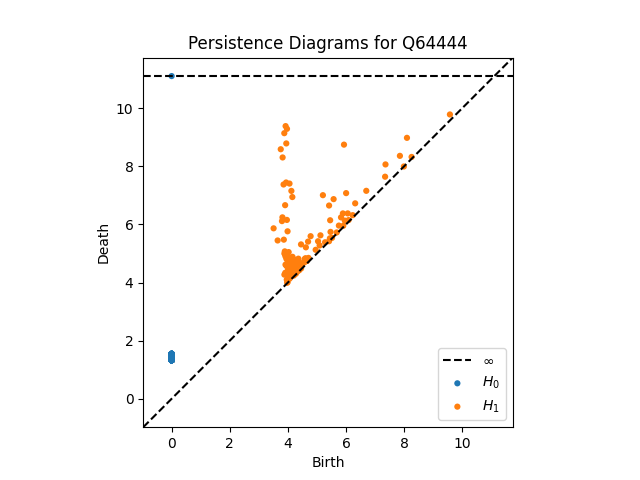 Persistence Diagrams for Q64444
Death
10
8
6
4
2
0
∞
H₀
H₁
0 2 4 6 8 10
Birth